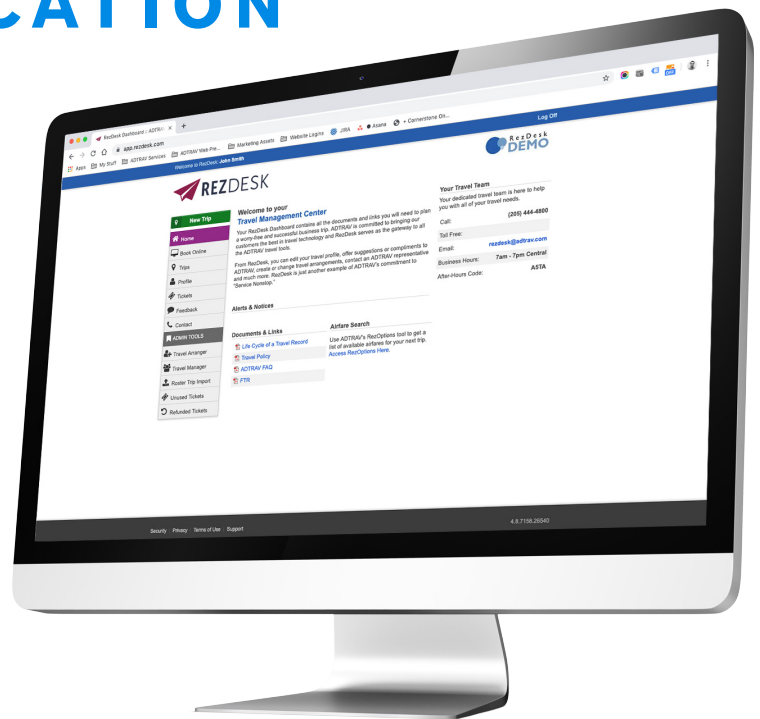 CATION
RezDesk Dashboard :: ADTRAV
app.rezdesk.com
Apps My Stuff ADTRAV Services ADTRAV Web Pre... Marketing Assets Website Logins JIRA Asana + Cornerstone On...
Welcome to RezDesk: John Smith
Log Off
REZDESK
RezDesk
DEMO
New Trip
Home
Book Online
Trips
Profile
Tickets
Feedback
Contact
ADMIN TOOLS
Travel Arranger
Travel Manager
Roster Trip Import
Unused Tickets
Refunded Tickets
Welcome to your
Travel Management Center
Your RezDesk Dashboard contains all the documents and links you will need to plan
a worry-free and successful business trip. ADTRAV is committed to bringing our
customers the best in travel technology and RezDesk serves as the gateway to all
the ADTRAV travel tools.
From RezDesk, you can edit your travel profile, offer suggestions or compliments to
ADTRAV, create or change travel arrangements, contact an ADTRAV representative
and much more. RezDesk is just another example of ADTRAV's commitment to
"Service Nonstop."
Alerts & Notices
Documents & Links
Life Cycle of a Travel Record
Travel Policy
ADTRAV FAQ
FTR
Airfare Search
Use ADTRAV's RezOptions tool to get a
list of available airfares for your next trip.
Access RezOptions Here.
Your Travel Team
Your dedicated travel team is here to help
you with all of your travel needs.
Call: (205) 444-4800
Toll Free:
Email: rezdesk@adtrav.com
Business Hours: 7am - 7pm Central
After-Hours Code: A5TA
Security Privacy Terms of Use Support
4.8.7158.26540